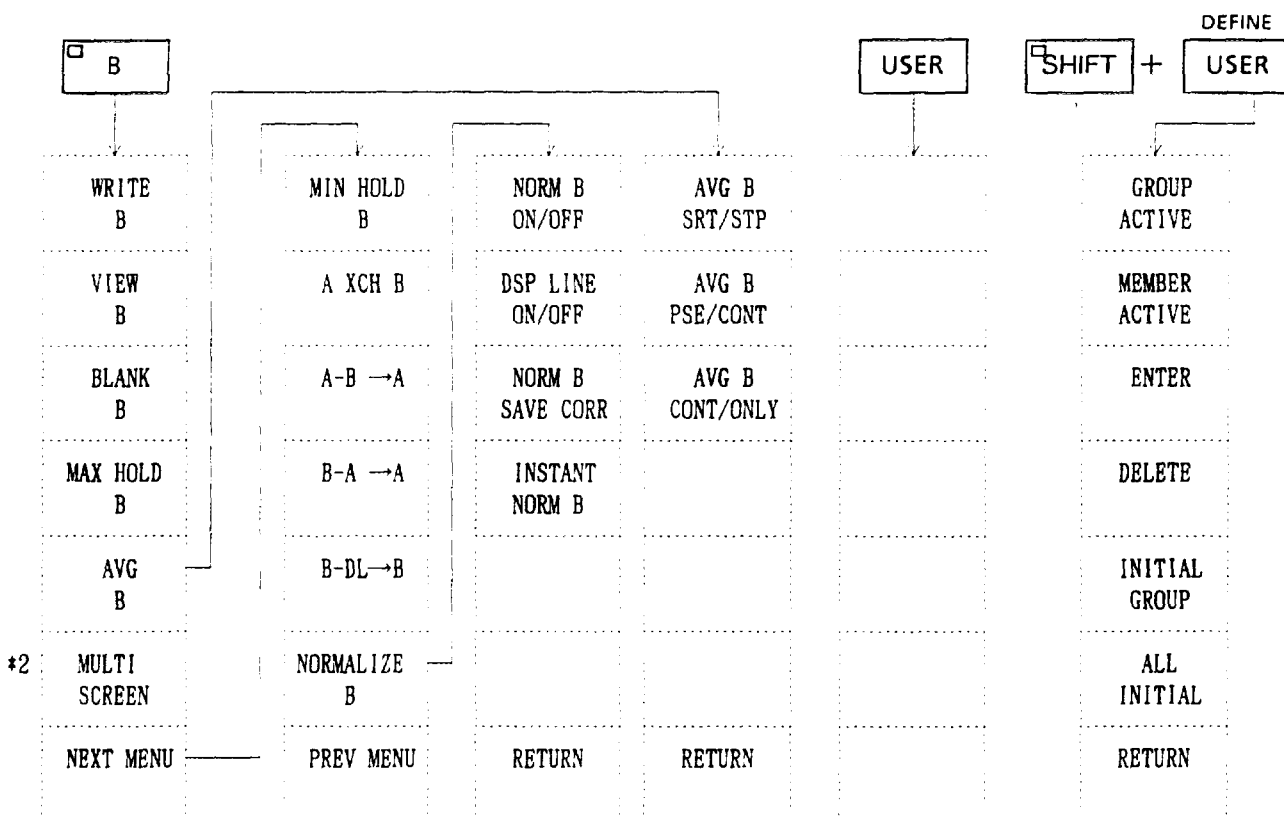 DEFINE
B
USER
SHIFT
+
USER
WRITE
B
VIEW
B
BLANK
B
MAX HOLD
B
AVG
B
*2
MULTI
SCREEN
NEXT MENU
MIN HOLD
B
A XCH B
A-B →A
B-A →A
B-DL→B
NORMALIZE
B
PREV MENU
NORM B
ON/OFF
DSP LINE
ON/OFF
NORM B
SAVE CORR
INSTANT
NORM B
RETURN
AVG B
SRT/STP
AVG B
PSE/CONT
AVG B
CONT/ONLY
RETURN
GROUP
ACTIVE
MEMBER
ACTIVE
ENTER
DELETE
INITIAL
GROUP
ALL
INITIAL
RETURN